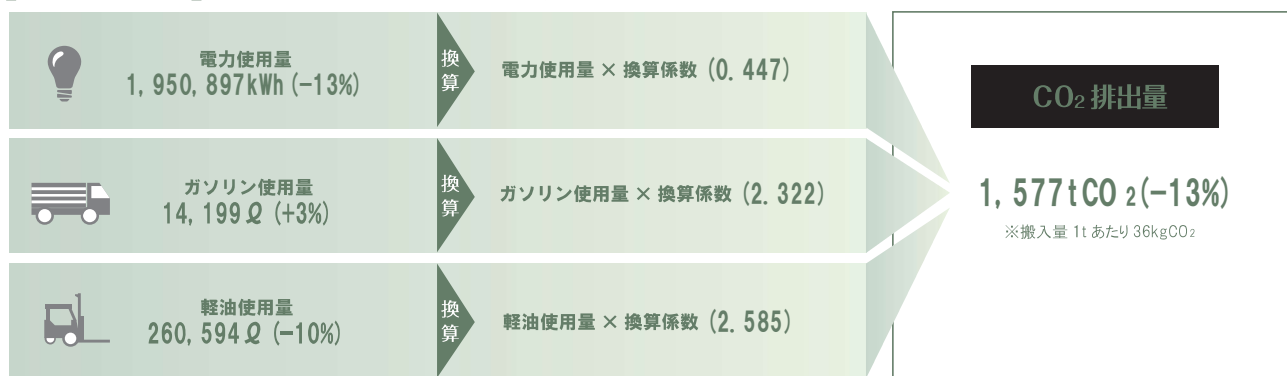 電力使用量
1,950,897kWh(-13%)
換算
電力使用量 × 換算係数 (0.447)
ガソリン使用量
14,199ℓ (+3%)
換算
ガソリン使用量 × 換算係数 (2.322)
軽油使用量
260,594ℓ (-10%)
換算
軽油使用量 × 換算係数 (2.585)
CO₂排出量
1,577tCO₂(-13%)
※搬入量 1t あたり 36kgCO₂